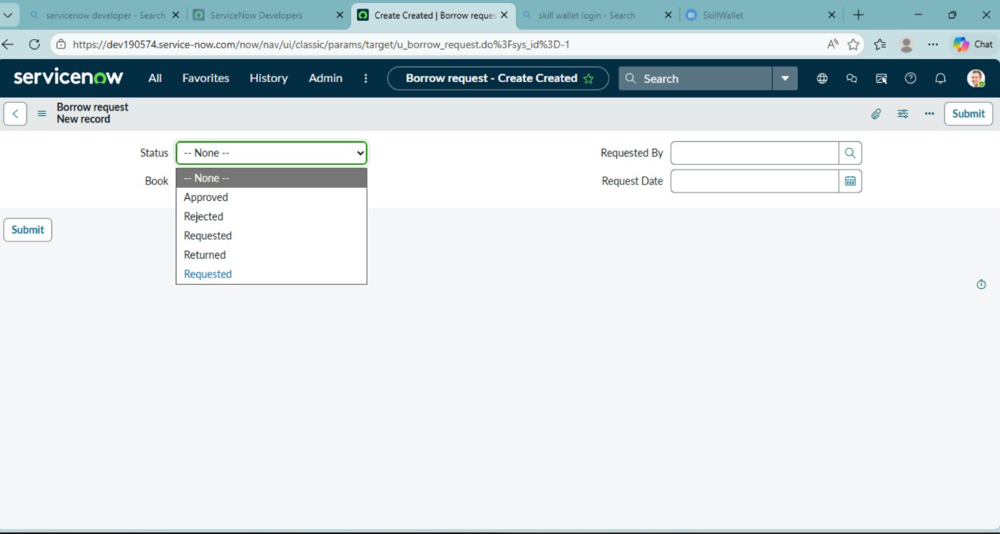 servicenow developer - Search
ServiceNow Developers
Create Created | Borrow reques
skill wallet login - Search
SkillWallet
https://dev190574.service-now.com/now/nav/ui/classic/params/target/u_borrow_request.do%3Fsys_id%3D-1
Chat
servicenow
All
Favorites
History
Admin
Borrow request - Create Created
Search
Borrow request
New record
Submit
Status
-- None --
Requested By
Book
-- None --
Request Date
Approved
Rejected
Submit
Requested
Returned
Requested